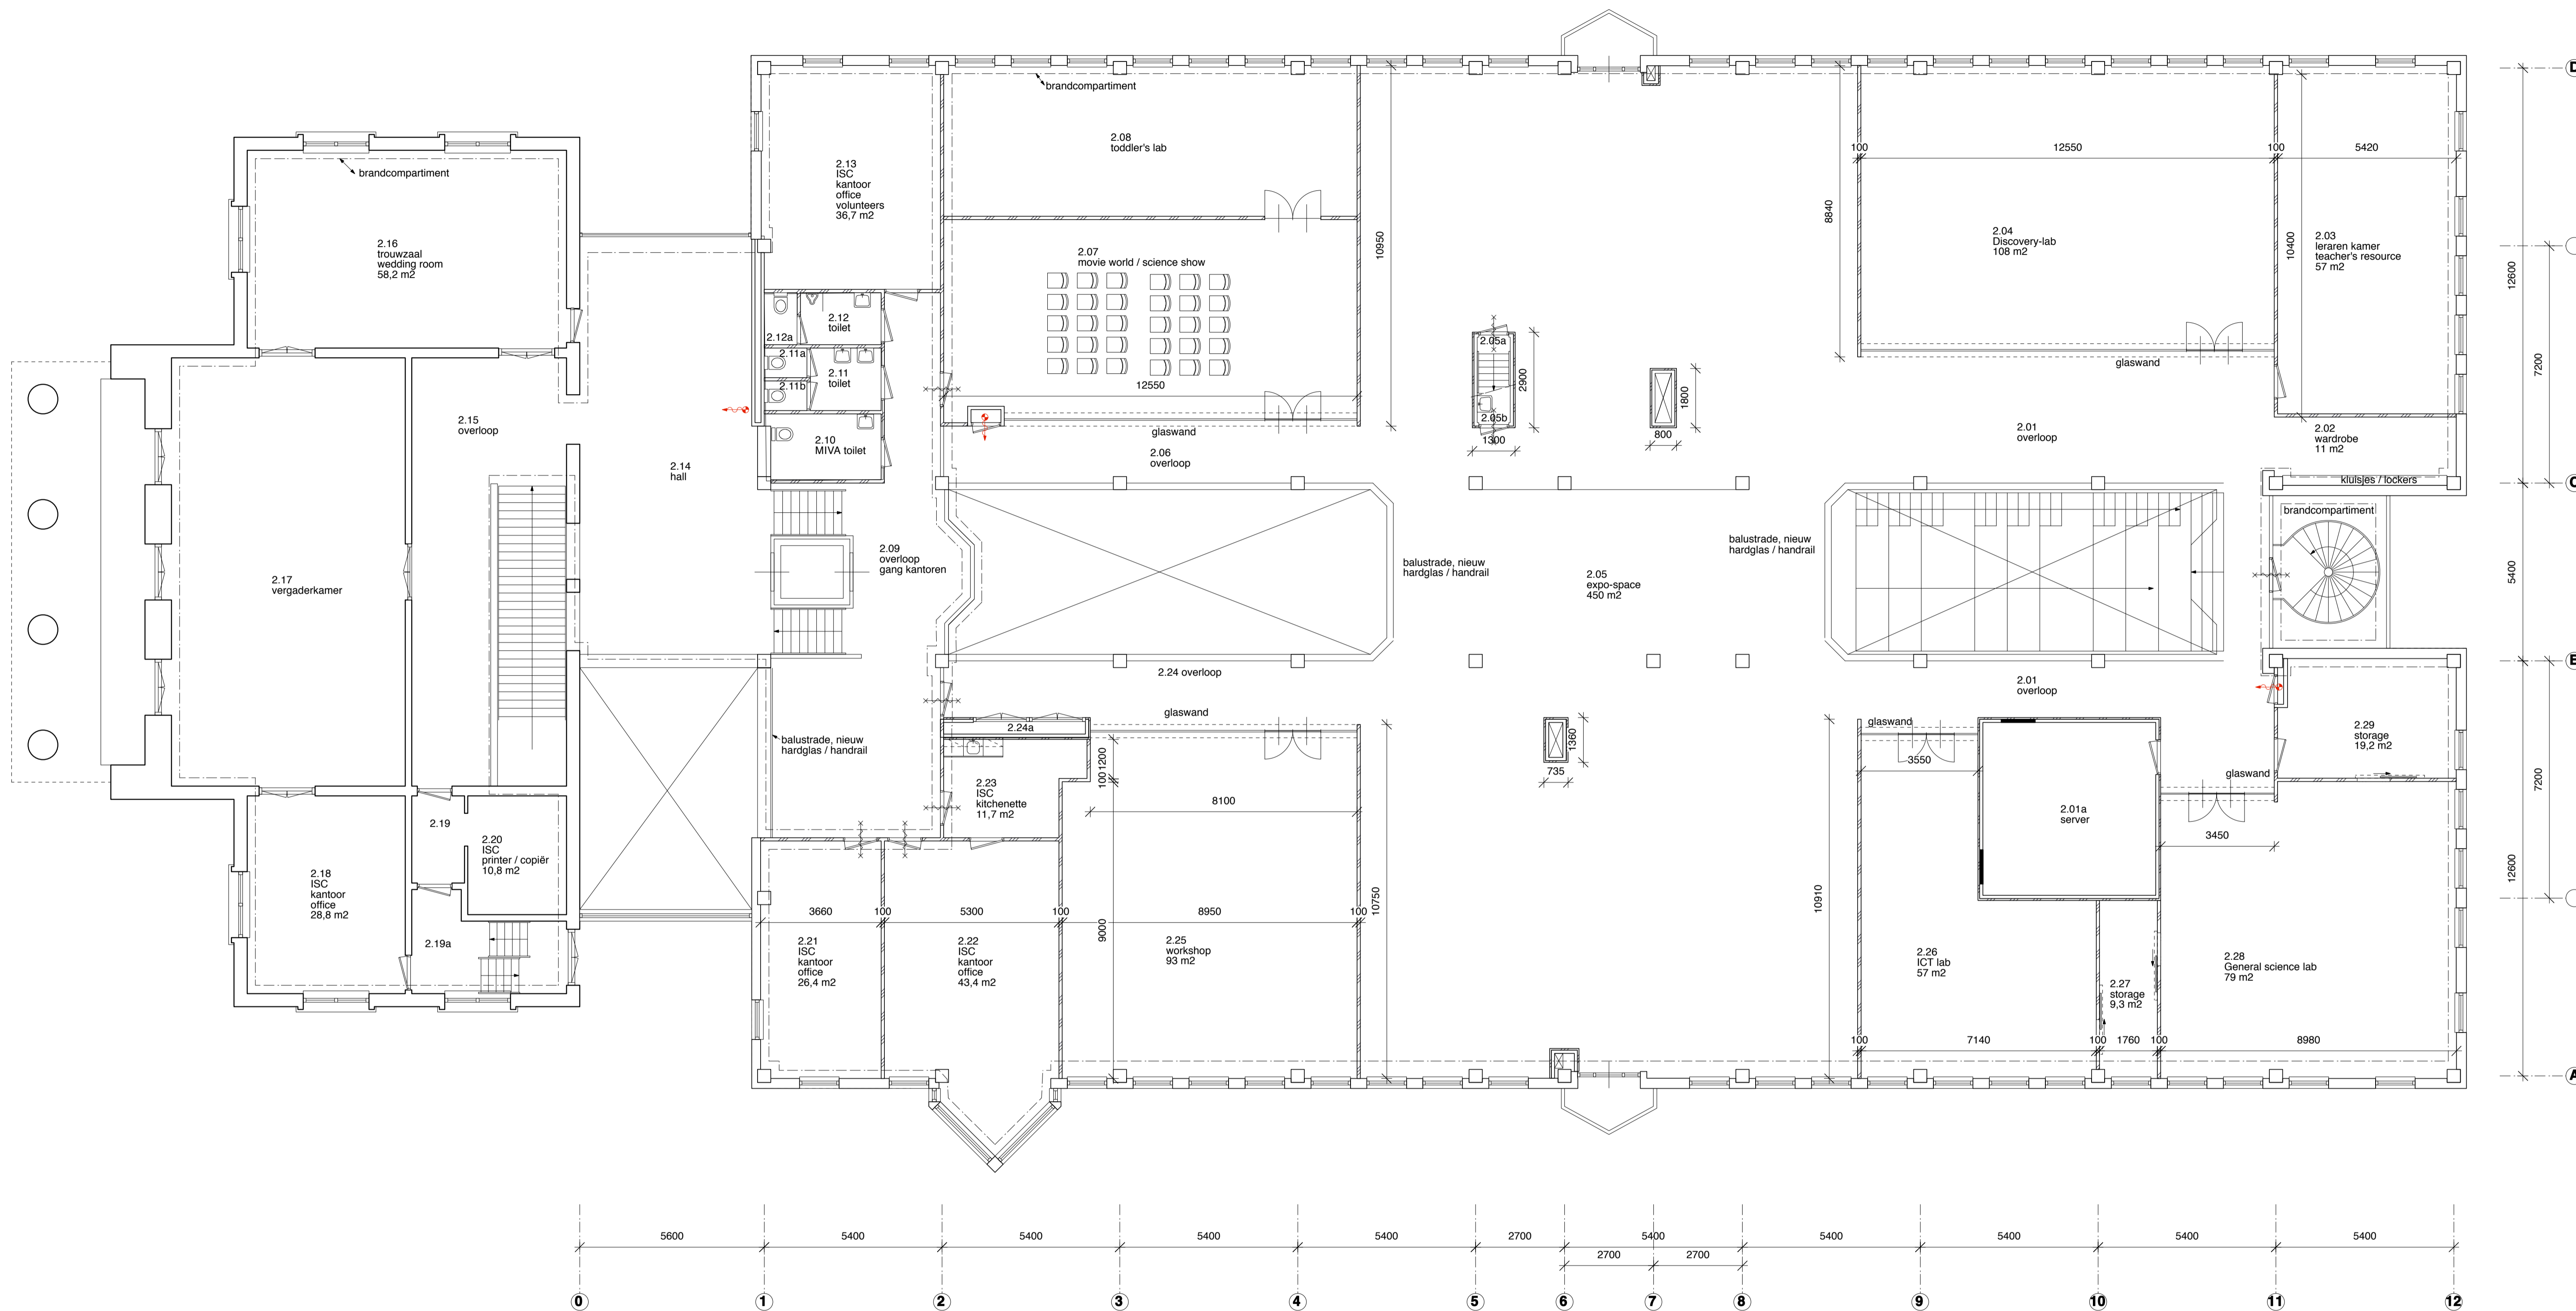 brandcompartiment
2.08
toddler's lab
2.13
ISC
kantoor
office
volunteers
36,7 m2
brandcompartiment
2.16
trouwzaal
wedding room
58,2 m2
2.07
movie world / science show
12550
10950
glaswand
2.12a
2.12
toilet
2.11a
2.11b
2.11
toilet
2.10
MIVA toilet
2.15
overloop
2.14
hall
2.06
overloop
2.05a
2.05b
2900
1300
1800
800
8840
100
12550
100
5420
2.04
Discovery-lab
108 m2
10400
2.03
leraren kamer
teacher's resource
57 m2
glaswand
2.01
overloop
2.02
wardrobe
11 m2
kluisjes / lockers
brandcompartiment
D
12600
7200
C
5400
B
7200
12600
A
2.17
vergaderkamer
2.09
overloop
gang kantoren
balustrade, nieuw
hardglas / handrail
2.05
expo-space
450 m2
balustrade, nieuw
hardglas / handrail
2.24 overloop
glaswand
2.24a
balustrade, nieuw
hardglas / handrail
2.23
ISC
kitchenette
11,7 m2
1200
100
8100
1360
735
2.01
overloop
glaswand
3550
2.01a
server
glaswand
3450
2.29
storage
19,2 m2
2.19
2.20
ISC
printer / copiër
10,8 m2
2.18
ISC
kantoor
office
28,8 m2
2.19a
3660
100
5300
100
8950
100
9000
10750
10910
2.21
ISC
kantoor
office
26,4 m2
2.22
ISC
kantoor
office
43,4 m2
2.25
workshop
93 m2
2.26
ICT lab
57 m2
2.27
storage
9,3 m2
2.28
General science lab
79 m2
100
7140
100
1760
100
8980
5600
5400
5400
5400
5400
2700
5400
5400
5400
5400
5400
2700
2700
0
1
2
3
4
5
6
7
8
9
10
11
12